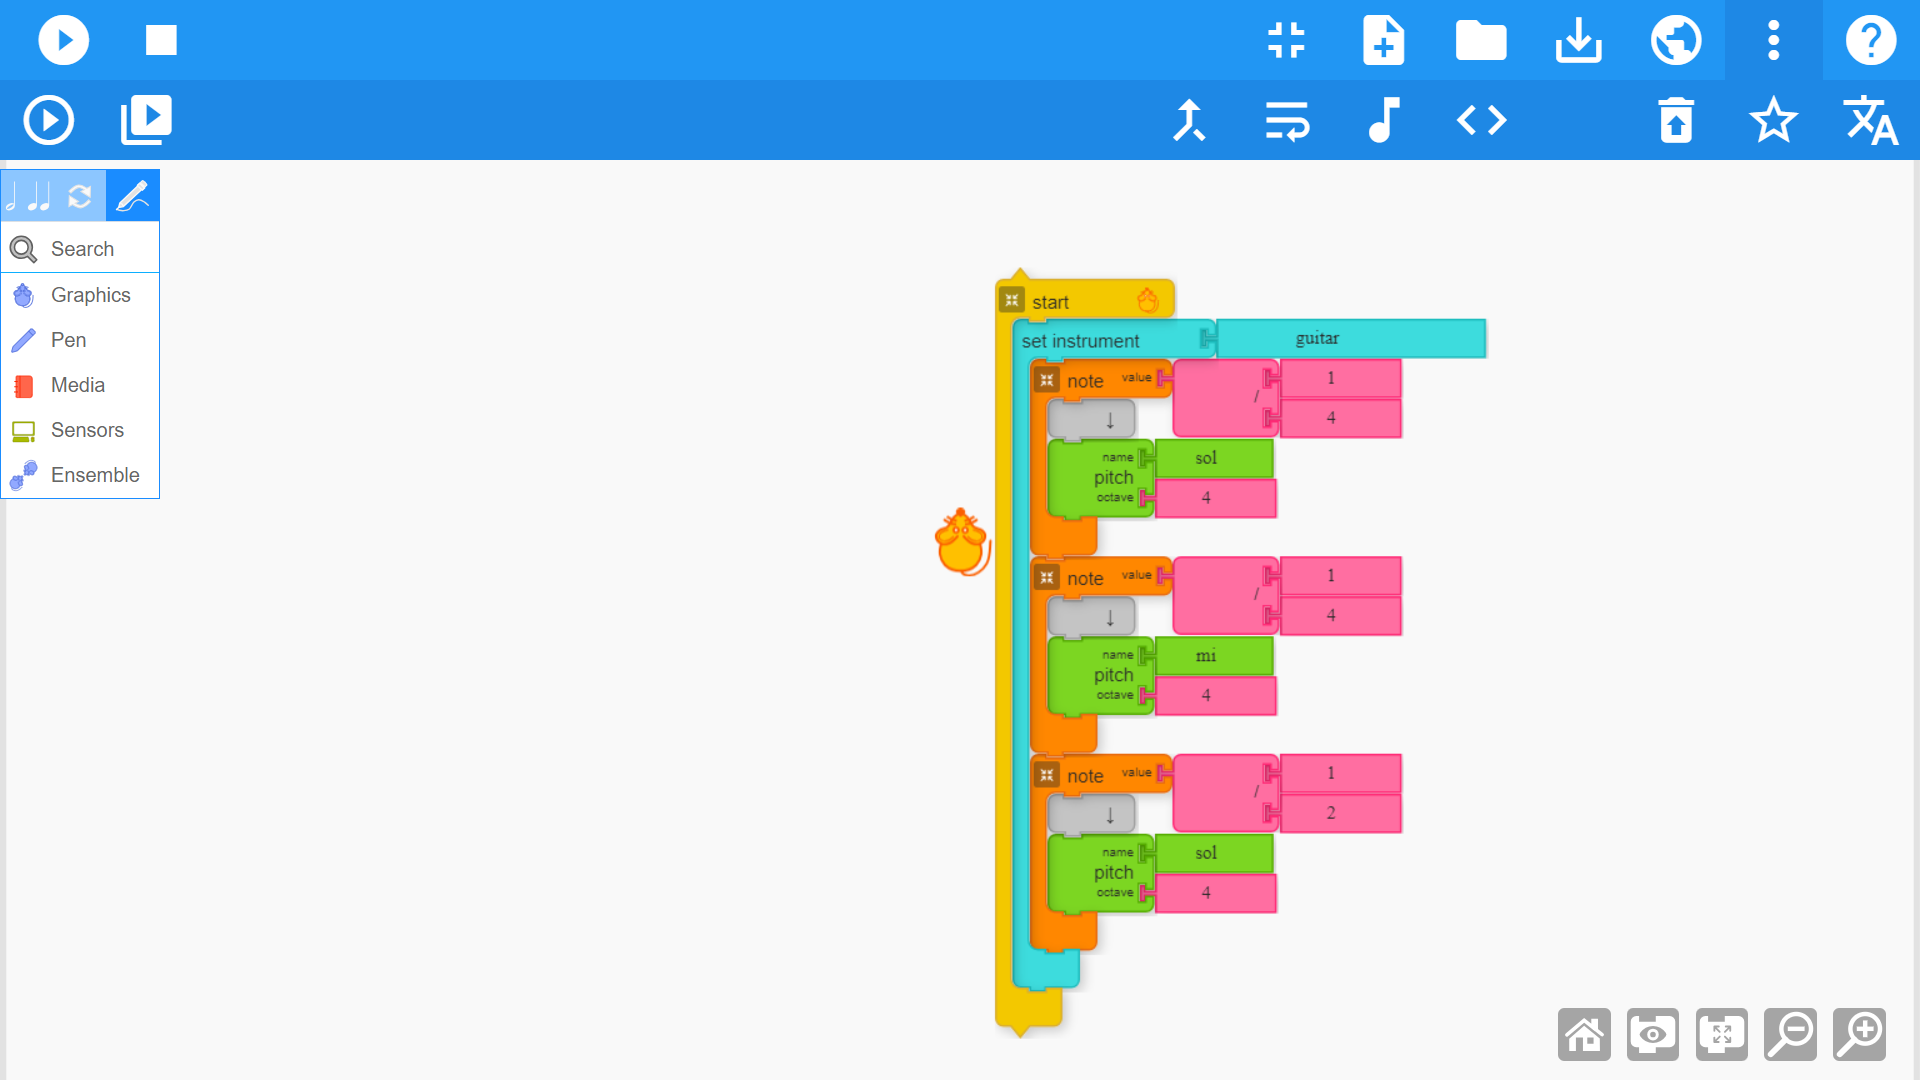 Search
Graphics
Pen
Media
Sensors
Ensemble
start
set instrument guitar
note value 1 / 4
↓
name sol
pitch
octave 4
note value 1 / 4
↓
name mi
pitch
octave 4
note value 1 / 2
↓
name sol
pitch
octave 4